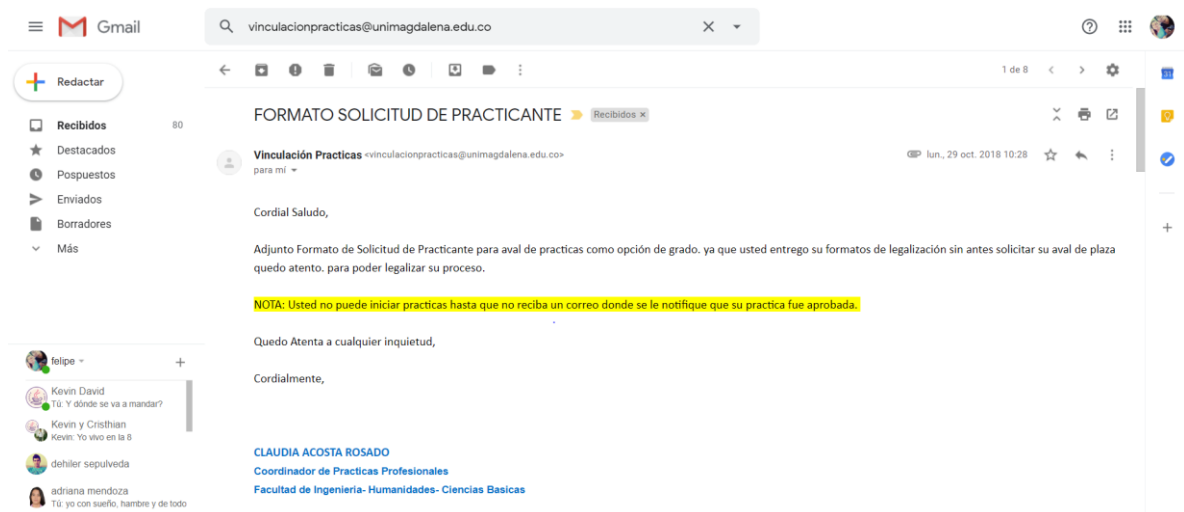 Gmail
vinculacionpracticas@unimagdalena.edu.co
Redactar
1 de 8
Recibidos 80
Destacados
Pospuestos
Enviados
Borradores
Más
FORMATO SOLICITUD DE PRACTICANTE Recibidos ×
Vinculación Practicas <vinculacionpracticas@unimagdalena.edu.co>
lun., 29 oct. 2018 10:28
para mí
Cordial Saludo,
Adjunto Formato de Solicitud de Practicante para aval de practicas como opción de grado. ya que usted entrego su formatos de legalización sin antes solicitar su aval de plaza
quedo atento. para poder legalizar su proceso.
NOTA: Usted no puede iniciar practicas hasta que no reciba un correo donde se le notifique que su practica fue aprobada.
Quedo Atenta a cualquier inquietud,
Cordialmente,
CLAUDIA ACOSTA ROSADO
Coordinador de Practicas Profesionales
Facultad de Ingenieria- Humanidades- Ciencias Basicas
felipe
Kevin David
Tú: Y dónde se va a mandar?
Kevin y Cristhian
Kevin: Yo vivo en la 8
dehiler sepulveda
adriana mendoza
Tú: yo con sueño, hambre y de todo
31